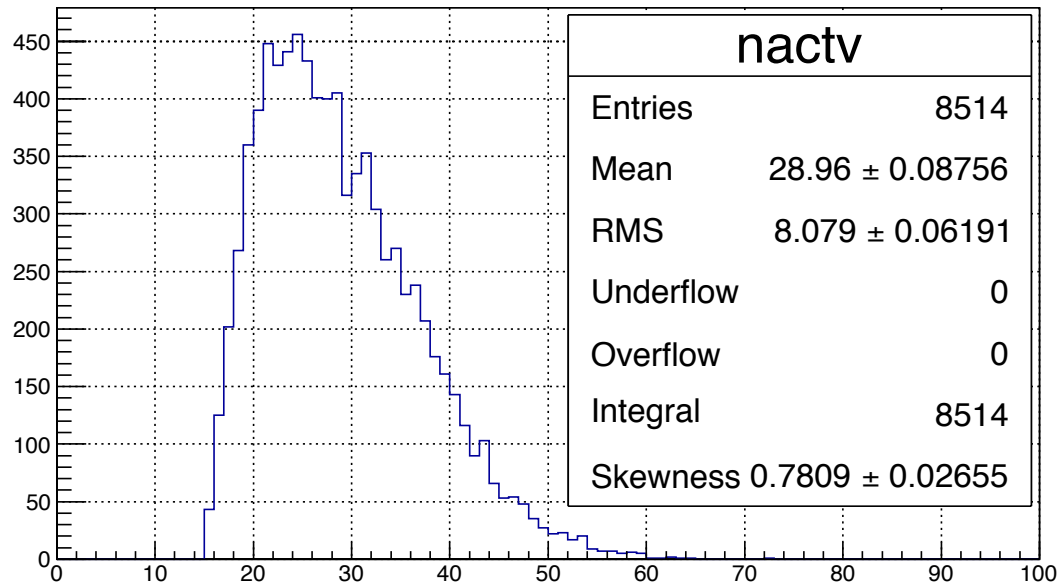 nactv
Entries 8514
Mean 28.96 ± 0.08756
RMS 8.079 ± 0.06191
Underflow 0
Overflow 0
Integral 8514
Skewness 0.7809 ± 0.02655
450
400
350
300
250
200
150
100
50
0
0 10 20 30 40 50 60 70 80 90 100